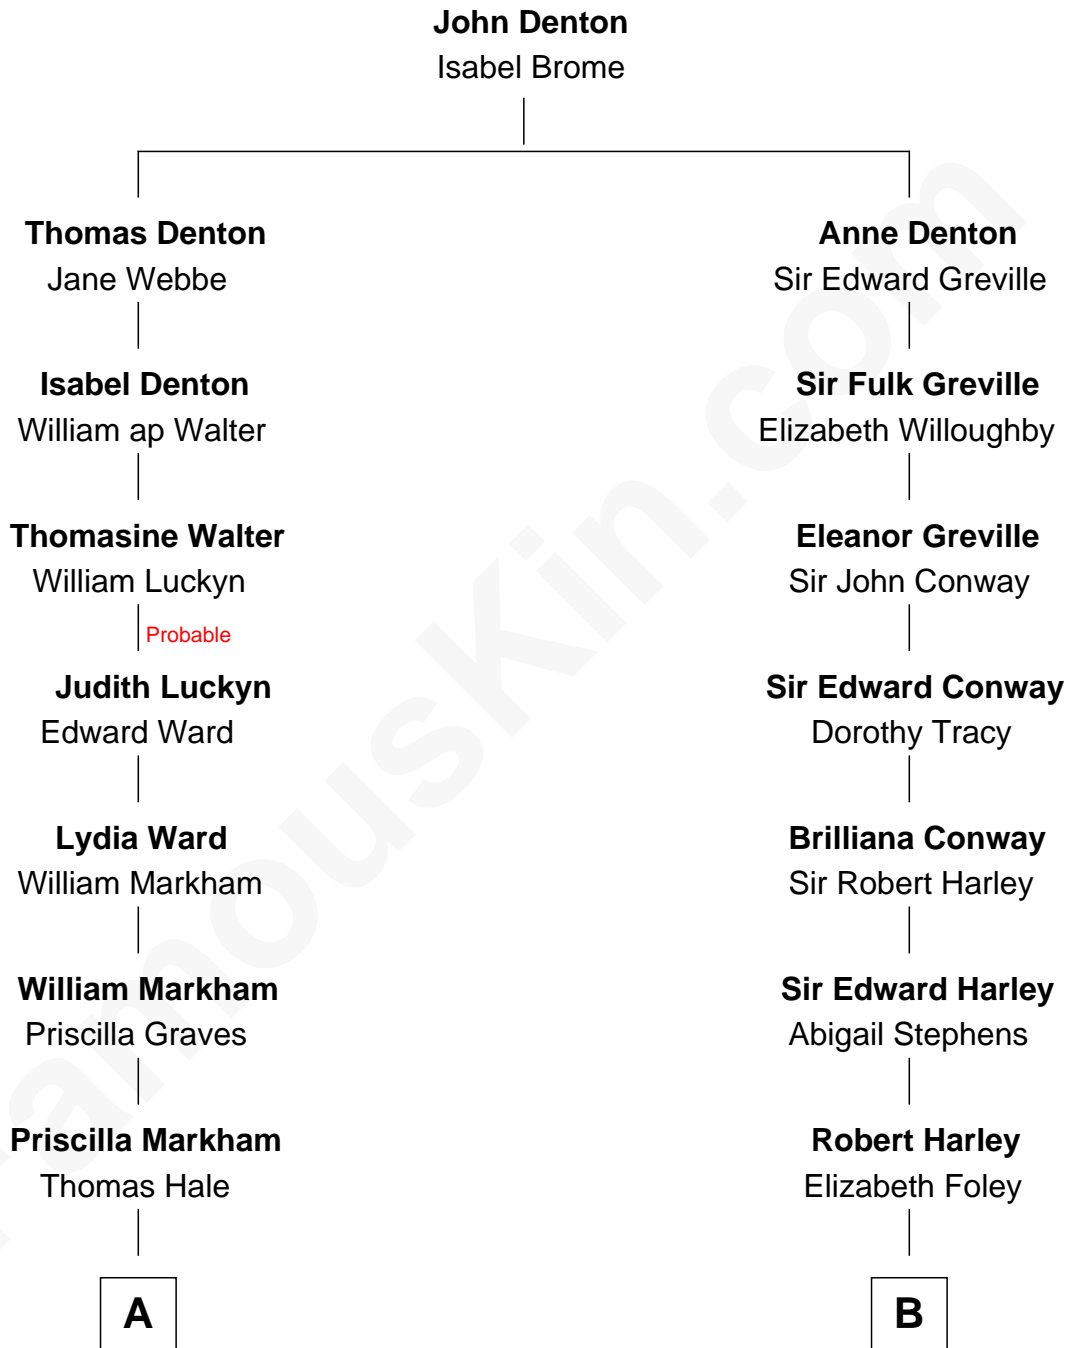 John Denton
Isabel Brome
Thomas Denton
Jane Webbe
Anne Denton
Sir Edward Greville
Isabel Denton
William ap Walter
Sir Fulk Greville
Elizabeth Willoughby
Thomasine Walter
William Luckyn
Eleanor Greville
Sir John Conway
Probable
Judith Luckyn
Edward Ward
Sir Edward Conway
Dorothy Tracy
Lydia Ward
William Markham
Brilliana Conway
Sir Robert Harley
William Markham
Priscilla Graves
Sir Edward Harley
Abigail Stephens
Priscilla Markham
Thomas Hale
Robert Harley
Elizabeth Foley
A
B
FamousKin.com